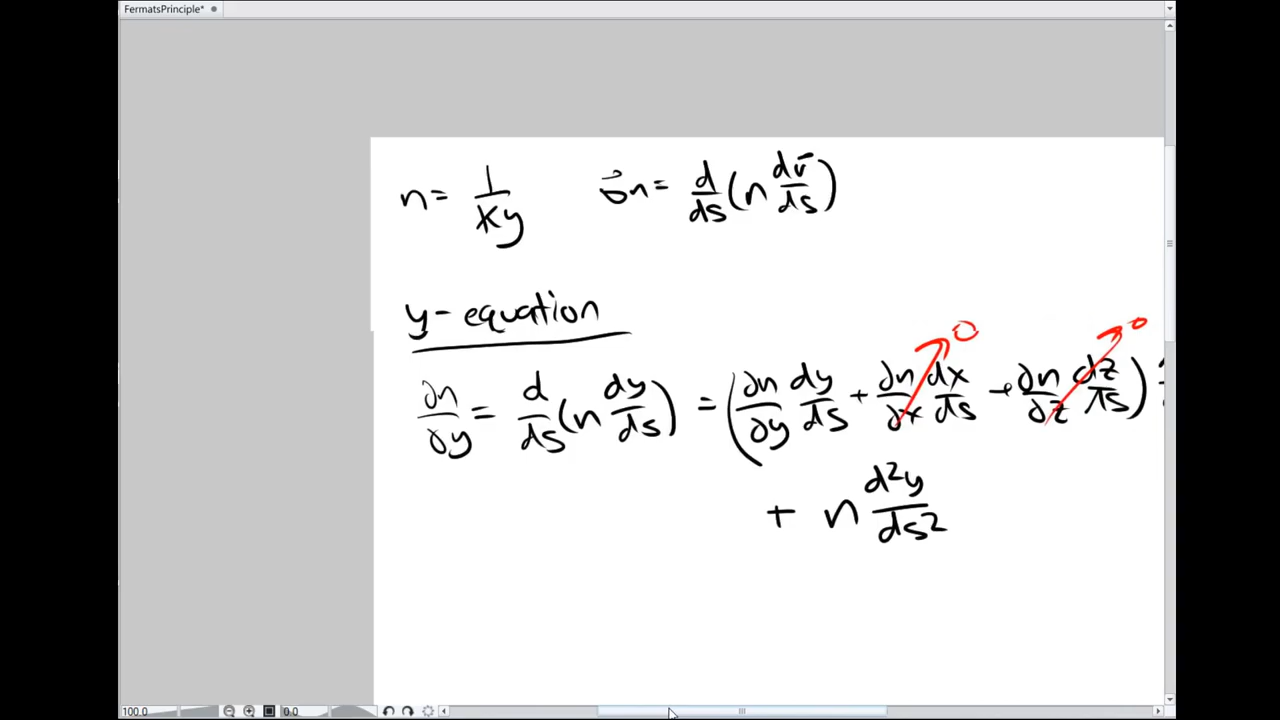 FermatsPrinciple*
n = 1/Ky    ∇⃗n = d/ds (n dr̄/ds)
y-equation
∂n/∂y = d/ds (n dy/ds) = (∂n/∂y dy/ds + ∂n/∂x dx/ds + ∂n/∂z dz/ds)
0 0
+ n d²y/ds²
100.0 0.0